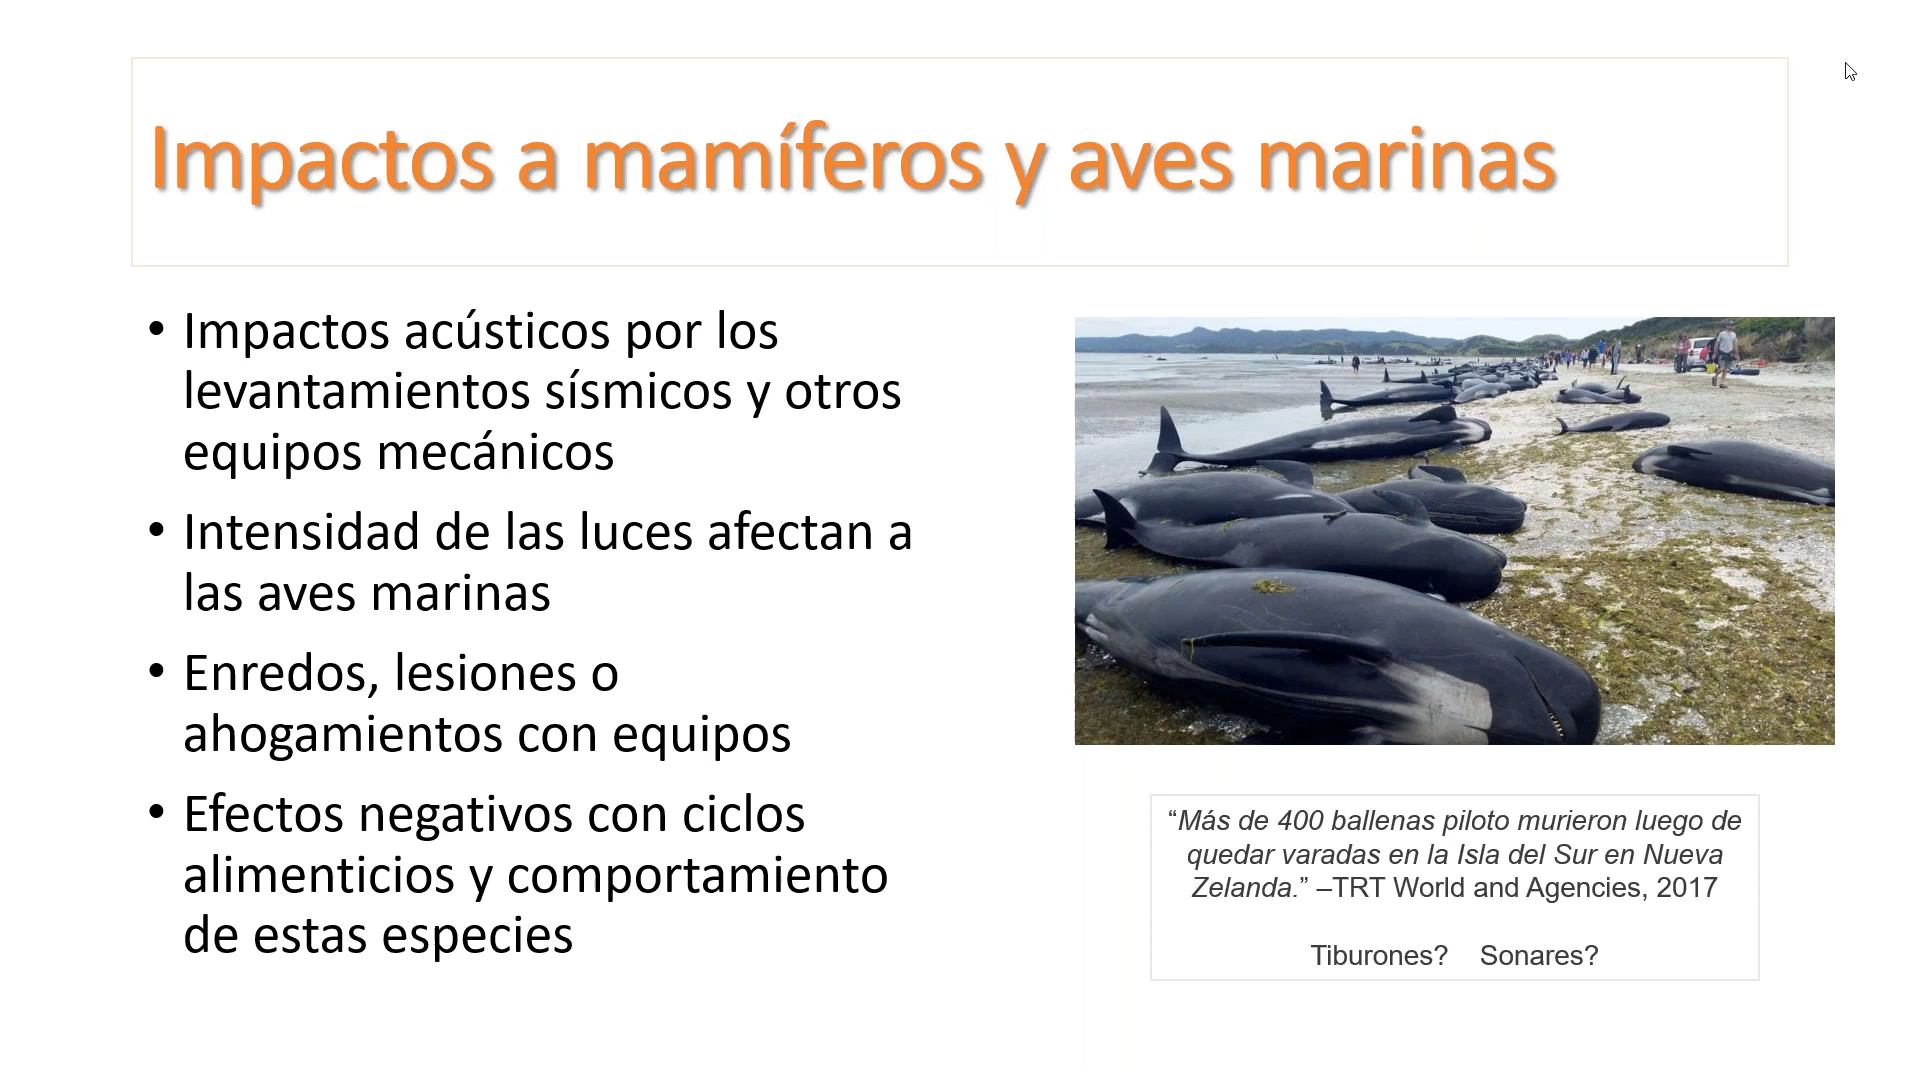 Impactos a mamíferos y aves marinas
• Impactos acústicos por los
levantamientos sísmicos y otros
equipos mecánicos
• Intensidad de las luces afectan a
las aves marinas
• Enredos, lesiones o
ahogamientos con equipos
• Efectos negativos con ciclos
alimenticios y comportamiento
de estas especies
“Más de 400 ballenas piloto murieron luego de
quedar varadas en la Isla del Sur en Nueva
Zelanda.” –TRT World and Agencies, 2017
Tiburones? Sonares?